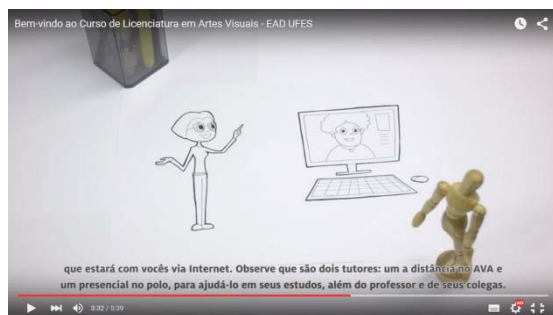 Bem-vindo ao Curso de Licenciatura em Artes Visuais - EAD UFES
que estará com vocês via Internet. Observe que são dois tutores: um a distância no AVA e
um presencial no polo, para ajudá-lo em seus estudos, além do professor e de seus colegas.
3:32 / 5:39
HD